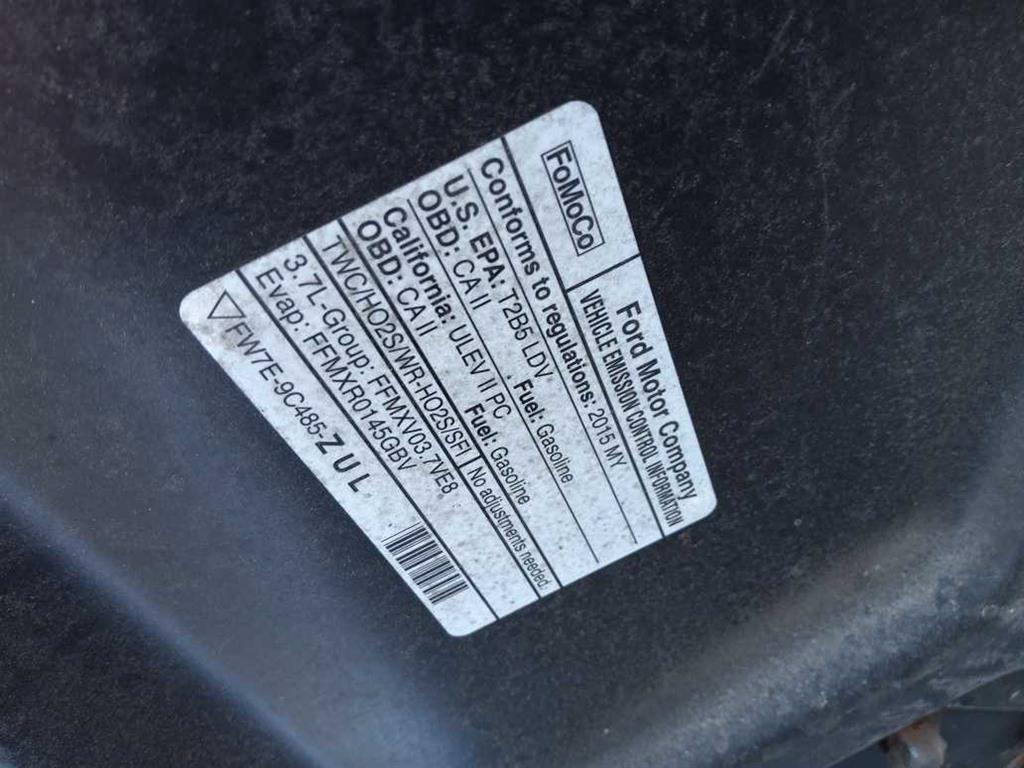 FoMoCo
Ford Motor Company
VEHICLE EMISSION CONTROL INFORMATION
Conforms to regulations: 2015 MY
U.S. EPA: T2B5 LDV Fuel: Gasoline
OBD: CA II
California: ULEV II PC Fuel: Gasoline
OBD: CA II
TWC/HO2S/WR-HO2S/SFI No adjustments needed.
3.7L-Group: FFMXV03.7VE8
Evap: FFMXR0145GBV
FW7E-9C485-ZUL